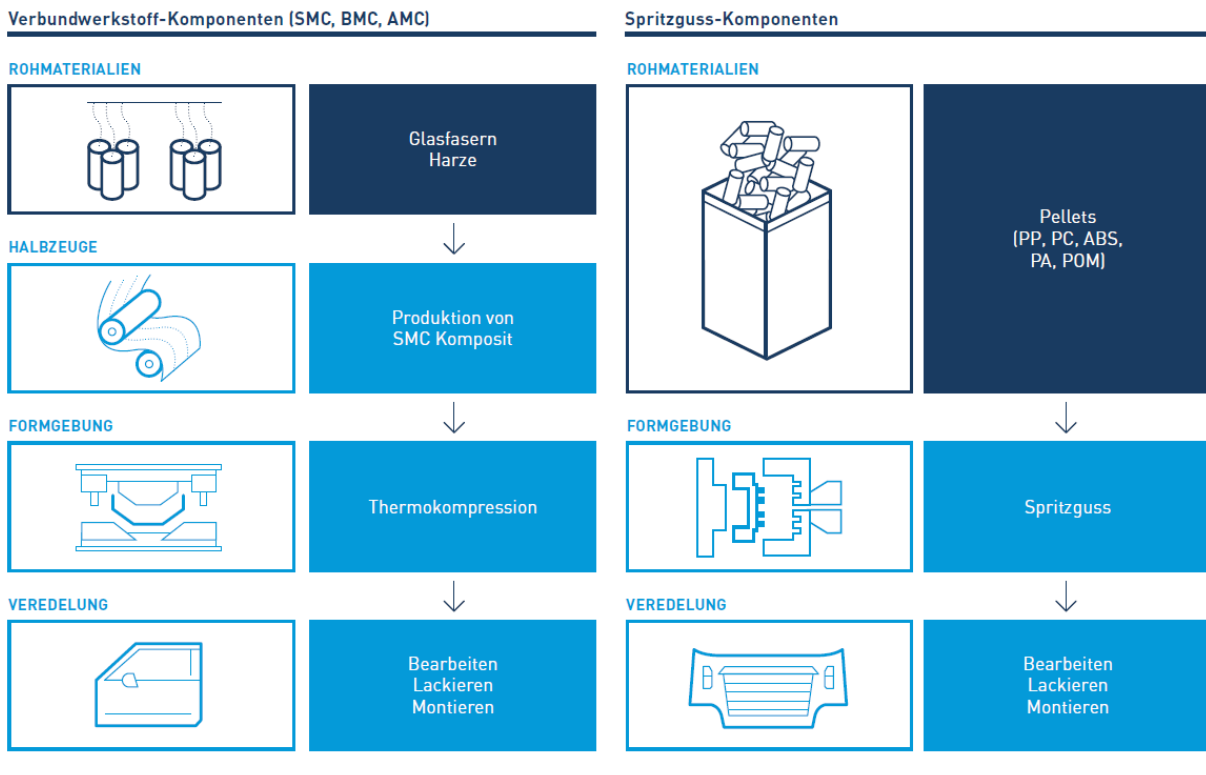 Verbundwerkstoff-Komponenten (SMC, BMC, AMC)
ROHMATERIALIEN
Glasfasern
Harze
HALBZEUGE
Produktion von
SMC Komposit
FORMGEBUNG
Thermokompression
VEREDELUNG
Bearbeiten
Lackieren
Montieren
Spritzguss-Komponenten
ROHMATERIALIEN
Pellets
(PP, PC, ABS,
PA, POM)
FORMGEBUNG
Spritzguss
VEREDELUNG
Bearbeiten
Lackieren
Montieren